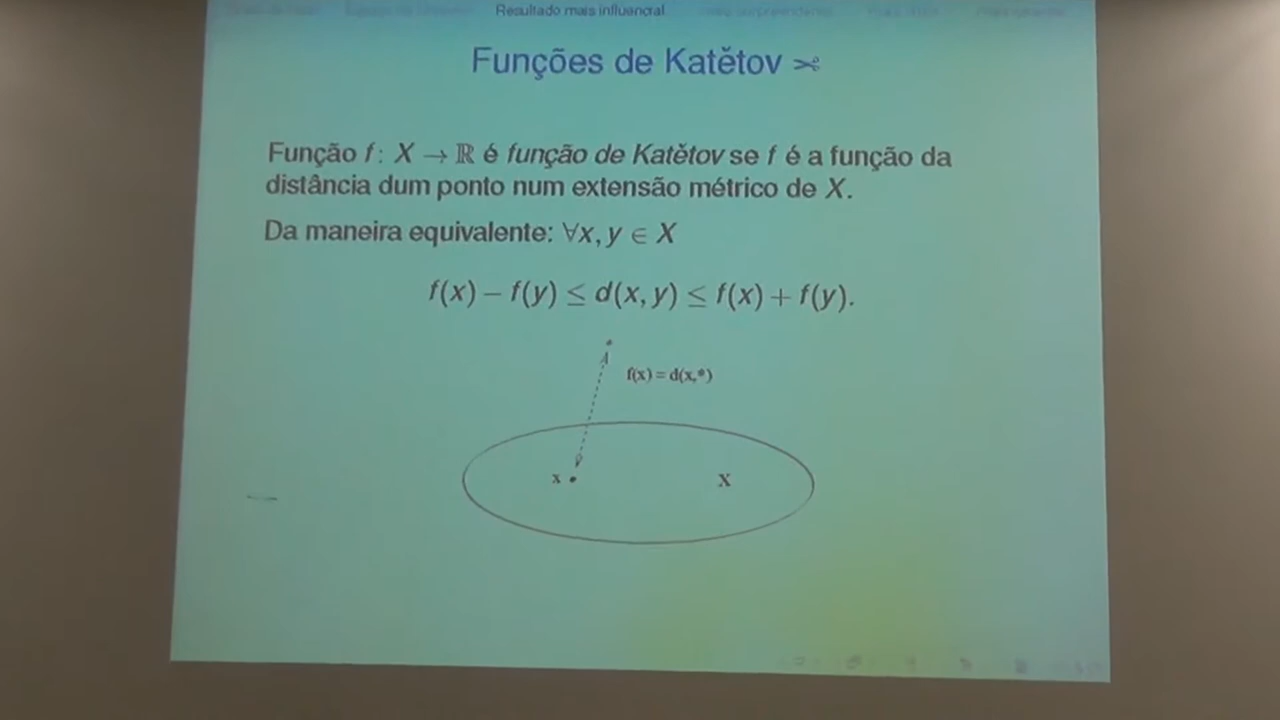 Resultado mais influencial
Funções de Katětov
Função f: X → ℝ é função de Katětov se f é a função da
distância dum ponto num extensão métrico de X.
Da maneira equivalente: ∀x, y ∈ X
f(x) − f(y) ≤ d(x, y) ≤ f(x) + f(y).
f(x) = d(x,*)
x
X